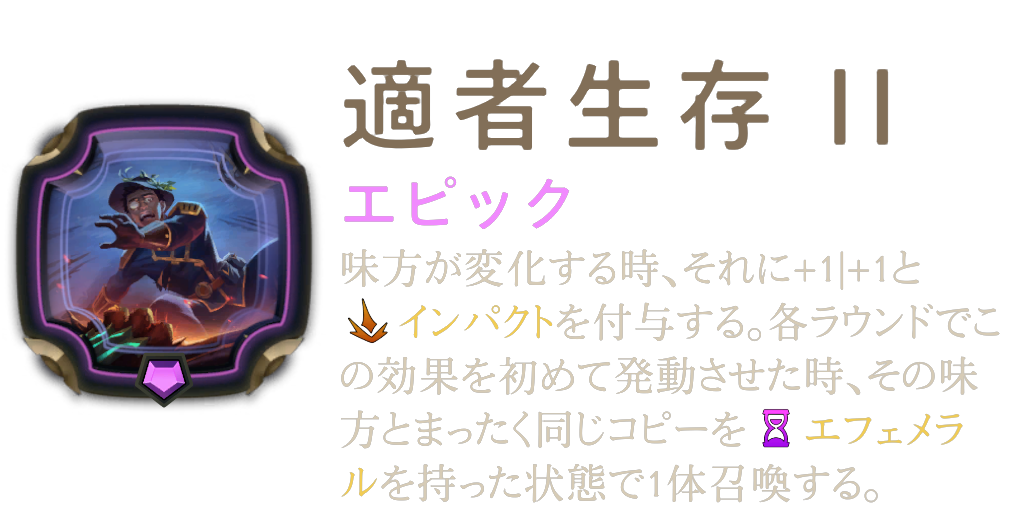 適者生存 II
エピック
味方が変化する時、それに+1|+1と
インパクトを付与する。各ラウンドでこ
の効果を初めて発動させた時、その味
方とまったく同じコピーを エフェメラ
ルを持った状態で1体召喚する。